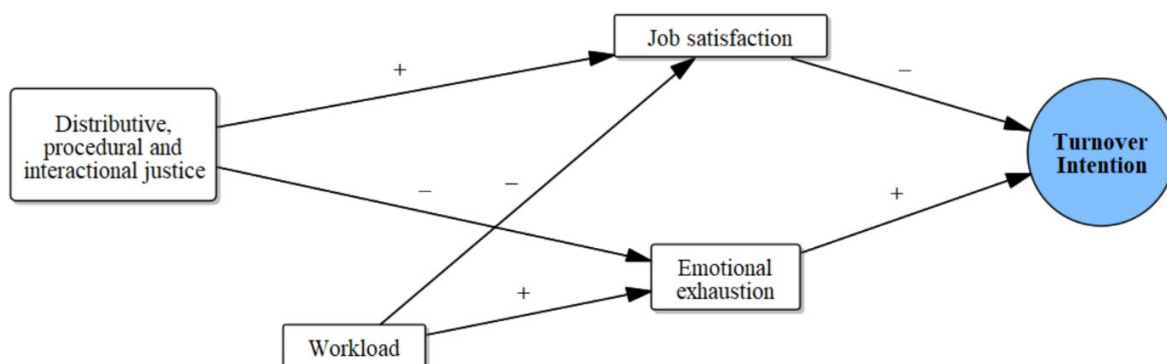 Job satisfaction
+
−
Distributive,
procedural and
interactional justice
Turnover
Intention
−
−
+
Emotional
exhaustion
+
Workload